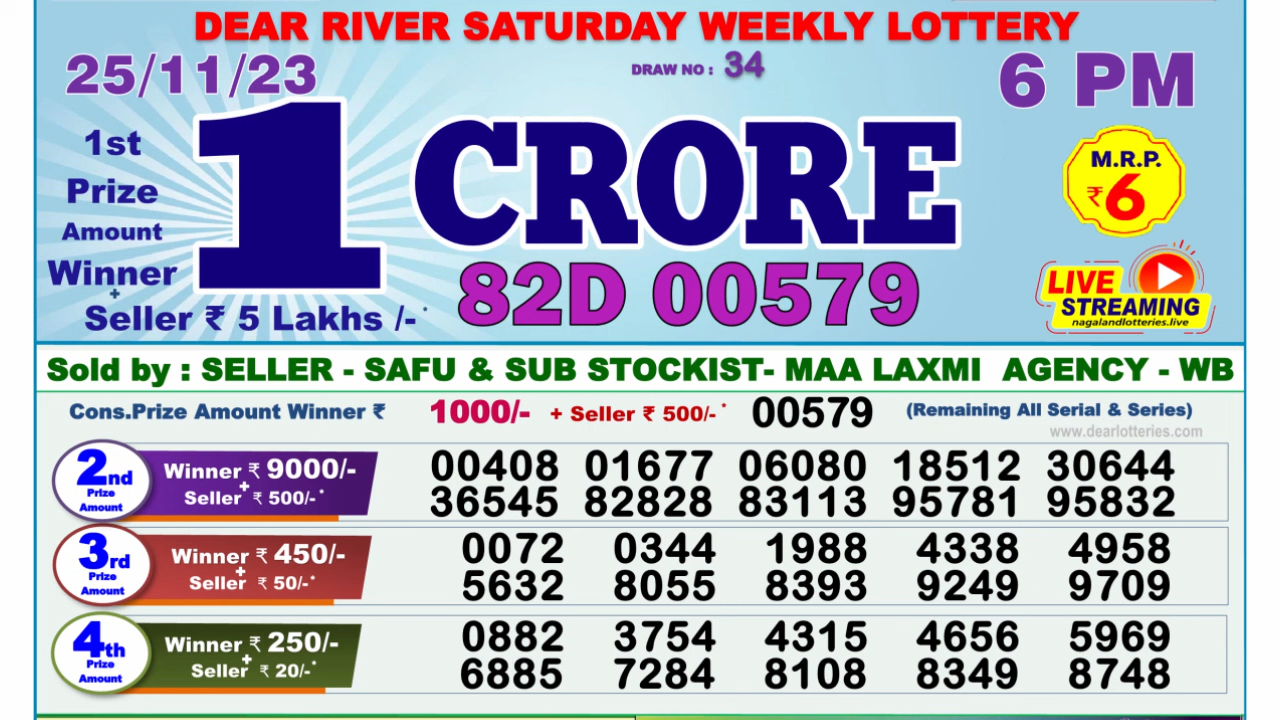 DEAR RIVER SATURDAY WEEKLY LOTTERY
25/11/23
DRAW NO : 34
6 PM
1st
Prize
Amount
Winner
+
Seller ₹ 5 Lakhs /-*
1 CRORE
82D 00579
M.R.P.
₹6
LIVE
STREAMING
nagalandlotteries.live
Sold by : SELLER - SAFU & SUB STOCKIST- MAA LAXMI AGENCY - WB
Cons.Prize Amount Winner ₹ 1000/- + Seller ₹ 500/-* 00579 (Remaining All Serial & Series)
www.dearlotteries.com
2nd
Prize
Amount
Winner ₹ 9000/-
+
Seller ₹ 500/-*
00408 01677 06080 18512 30644
36545 82828 83113 95781 95832
3rd
Prize
Amount
Winner ₹ 450/-
+
Seller ₹ 50/-*
0072 0344 1988 4338 4958
5632 8055 8393 9249 9709
4th
Prize
Amount
Winner ₹ 250/-
+
Seller ₹ 20/-*
0882 3754 4315 4656 5969
6885 7284 8108 8349 8748